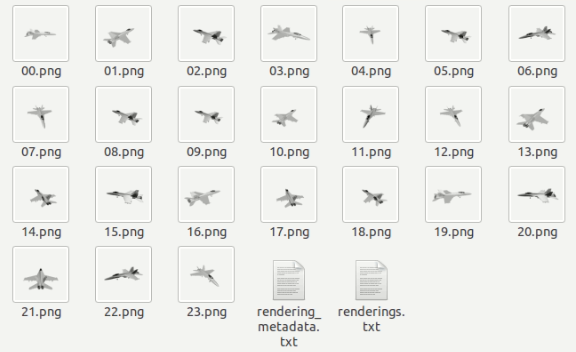 00.png 01.png 02.png 03.png 04.png 05.png 06.png
07.png 08.png 09.png 10.png 11.png 12.png 13.png
14.png 15.png 16.png 17.png 18.png 19.png 20.png
21.png 22.png 23.png
rendering_
metadata.
txt
renderings.
txt